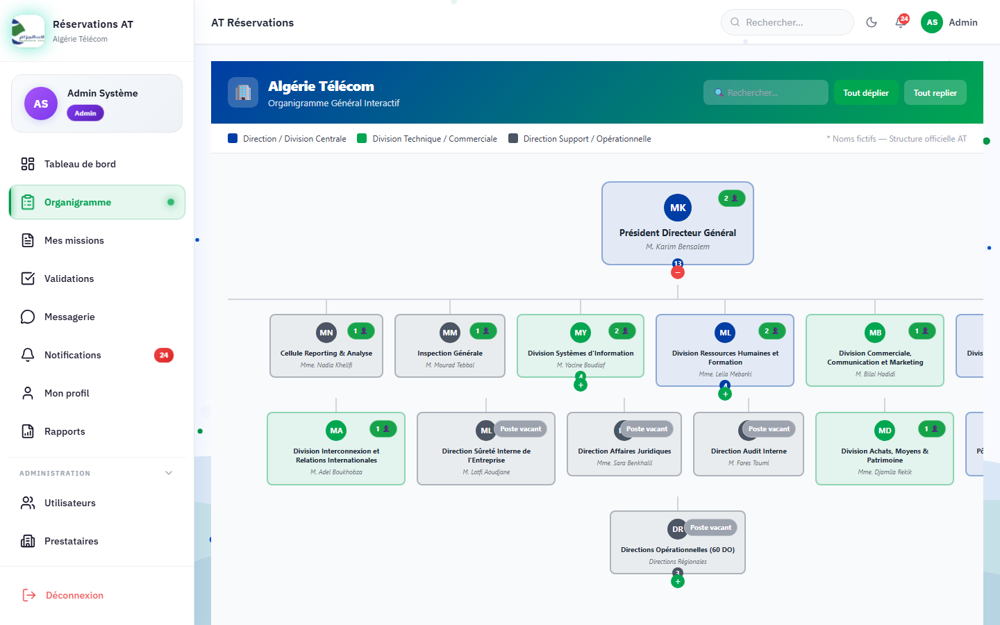 Réservations AT
Algérie Télécom
AS
Admin Système
Admin
Tableau de bord
Organigramme
Mes missions
Validations
Messagerie
Notifications
24
Mon profil
Rapports
ADMINISTRATION
Utilisateurs
Prestataires
Déconnexion
AT Réservations
Rechercher...
24
AS
Admin
Algérie Télécom
Organigramme Général Interactif
Rechercher...
Tout déplier
Tout replier
Direction / Division Centrale
Division Technique / Commerciale
Direction Support / Opérationnelle
* Noms fictifs — Structure officielle AT
2
MK
Président Directeur Général
M. Karim Bensalem
13
−
MN
1
Cellule Reporting & Analyse
Mme. Nadia Khelifi
MM
1
Inspection Générale
M. Mourad Tebbal
MY
2
Division Systèmes d'Information
M. Yacine Boudiaf
4
+
ML
2
Division Ressources Humaines et
Formation
Mme. Leila Mebarki
4
+
MB
1
Division Commerciale,
Communication et Marketing
M. Bilal Hadidi
Divis
MA
1
Division Interconnexion et
Relations Internationales
M. Adel Boukhobza
ML
Poste vacant
Direction Sûreté Interne de
l'Entreprise
M. Lotfi Aoudjane
Poste vacant
Direction Affaires Juridiques
Mme. Sara Benkhalil
Poste vacant
Direction Audit Interne
M. Fares Toumi
MD
1
Division Achats, Moyens &
Patrimoine
Mme. Djamila Rekik
Pô
DR
Poste vacant
Directions Opérationnelles (60 DO)
Directions Régionales
3
+